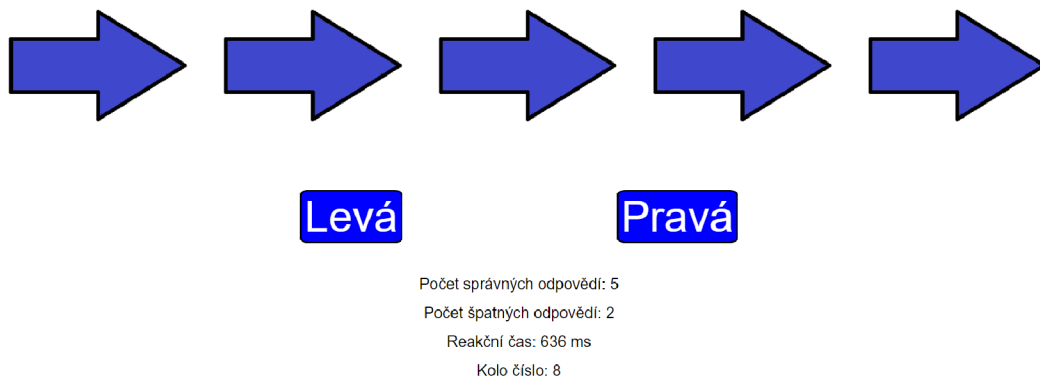 Levá
Pravá
Počet správných odpovědí: 5
Počet špatných odpovědí: 2
Reakční čas: 636 ms
Kolo číslo: 8